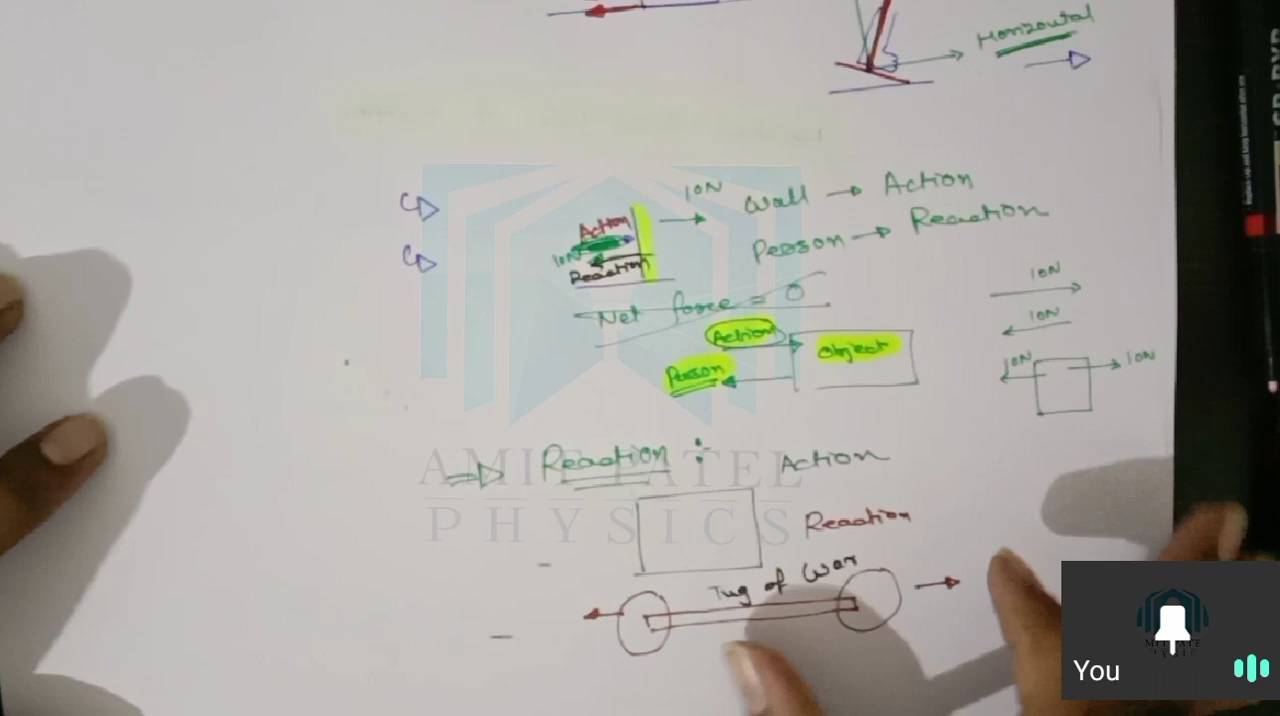 Horizontal
10N
Wall → Action
Action
10N
Reaction
Person → Reaction
Net force = 0
10N
10N
Action
Object
Person
10N
10N
⇒ Reaction :
Action
AMIT PATEL
PHYSICS
Reaction
Tug of War
You